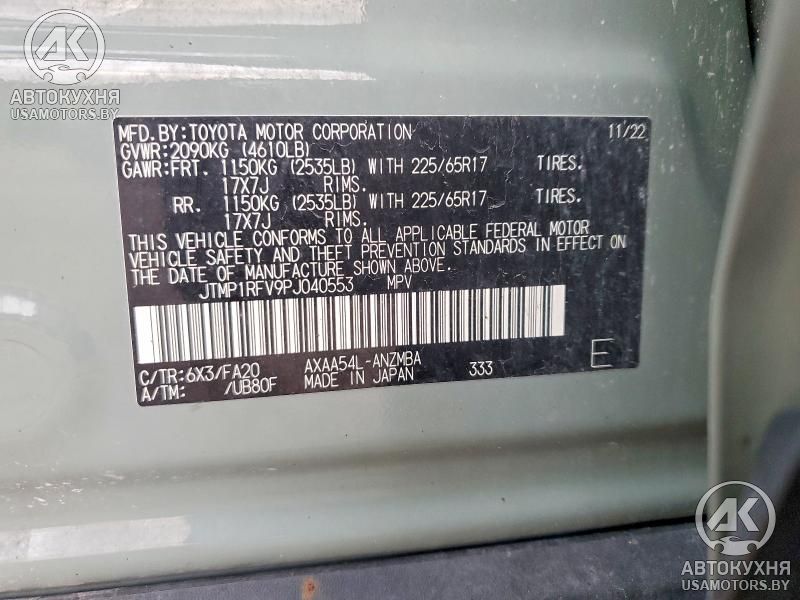 AK
АВТОКУХНЯ
USAMOTORS.BY
MFD.BY:TOYOTA MOTOR CORPORATION 11/22
GVWR:2090KG (4610LB)
GAWR:FRT. 1150KG (2535LB) WITH 225/65R17 TIRES.
17X7J RIMS.
RR. 1150KG (2535LB) WITH 225/65R17 TIRES.
17X7J RIMS.
THIS VEHICLE CONFORMS TO ALL APPLICABLE FEDERAL MOTOR
VEHICLE SAFETY AND THEFT PREVENTION STANDARDS IN EFFECT ON
THE DATE OF MANUFACTURE SHOWN ABOVE.
JTMP1RFV9PJ040553 MPV
C/TR:6X3/FA20 AXAA54L-ANZMBA 333 E
A/TM: /UB80F MADE IN JAPAN
AK
АВТОКУХНЯ
USAMOTORS.BY